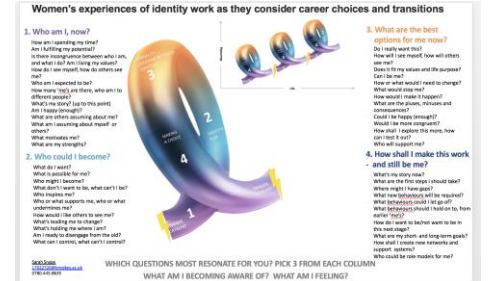 Women's experiences of identity work as they consider career choices and transitions
1. Who am I, now?
How am I spending my time?
Am I fulfilling my potential?
Is there incongruence between who i am, and what i do? Am i living my values?
How do i see myself, how do others see me?
Who am I expected to be?
How many 'me's are there, who am I to different people?
What's my story (up to this point)
Am I happy (enough)?
What are others assuming about me?
What am i assuming about myself or others?
What motivates me?
What are my strengths?
2. Who could I become?
What do I want?
What is possible for me?
Who might I become?
What don't I want to be, what can't I be?
Who inspires me?
Who or what supports me, who or what undermines me?
How would I like others to see me?
What's leading me to change?
What's holding me where i am?
Am i ready to disengage from the old?
What can i control, what can't i control?
3
2
4
1
3. What are the best options for me now?
Do I really want this?
How will I see myself, how will others see me?
Does it fit my values and life purpose?
Can I be me?
How or what would I need to change?
What would stop me?
How would I make it happen?
What are the pluses, minuses and consequences?
Could I be happy (enough)?
Would I be more congruent?
How shall I explore this more, how can I test it out?
Who will support me?
4. How shall I make this work - and still be me?
What's my story now?
What are the first steps I should take?
Where might I have gaps?
What new behaviours will be required?
What behaviours could I let go of?
What behaviours should I hold on to, from earlier 'me's?
How do I want to be/not want to be in this next stage?
What are my short- and long-term goals?
How shall I create new networks and support systems?
Who could be role models for me?
WHICH QUESTIONS MOST RESONATE FOR YOU? PICK 3 FROM EACH COLUMN
WHAT AM I BECOMING AWARE OF? WHAT AM I FEELING?